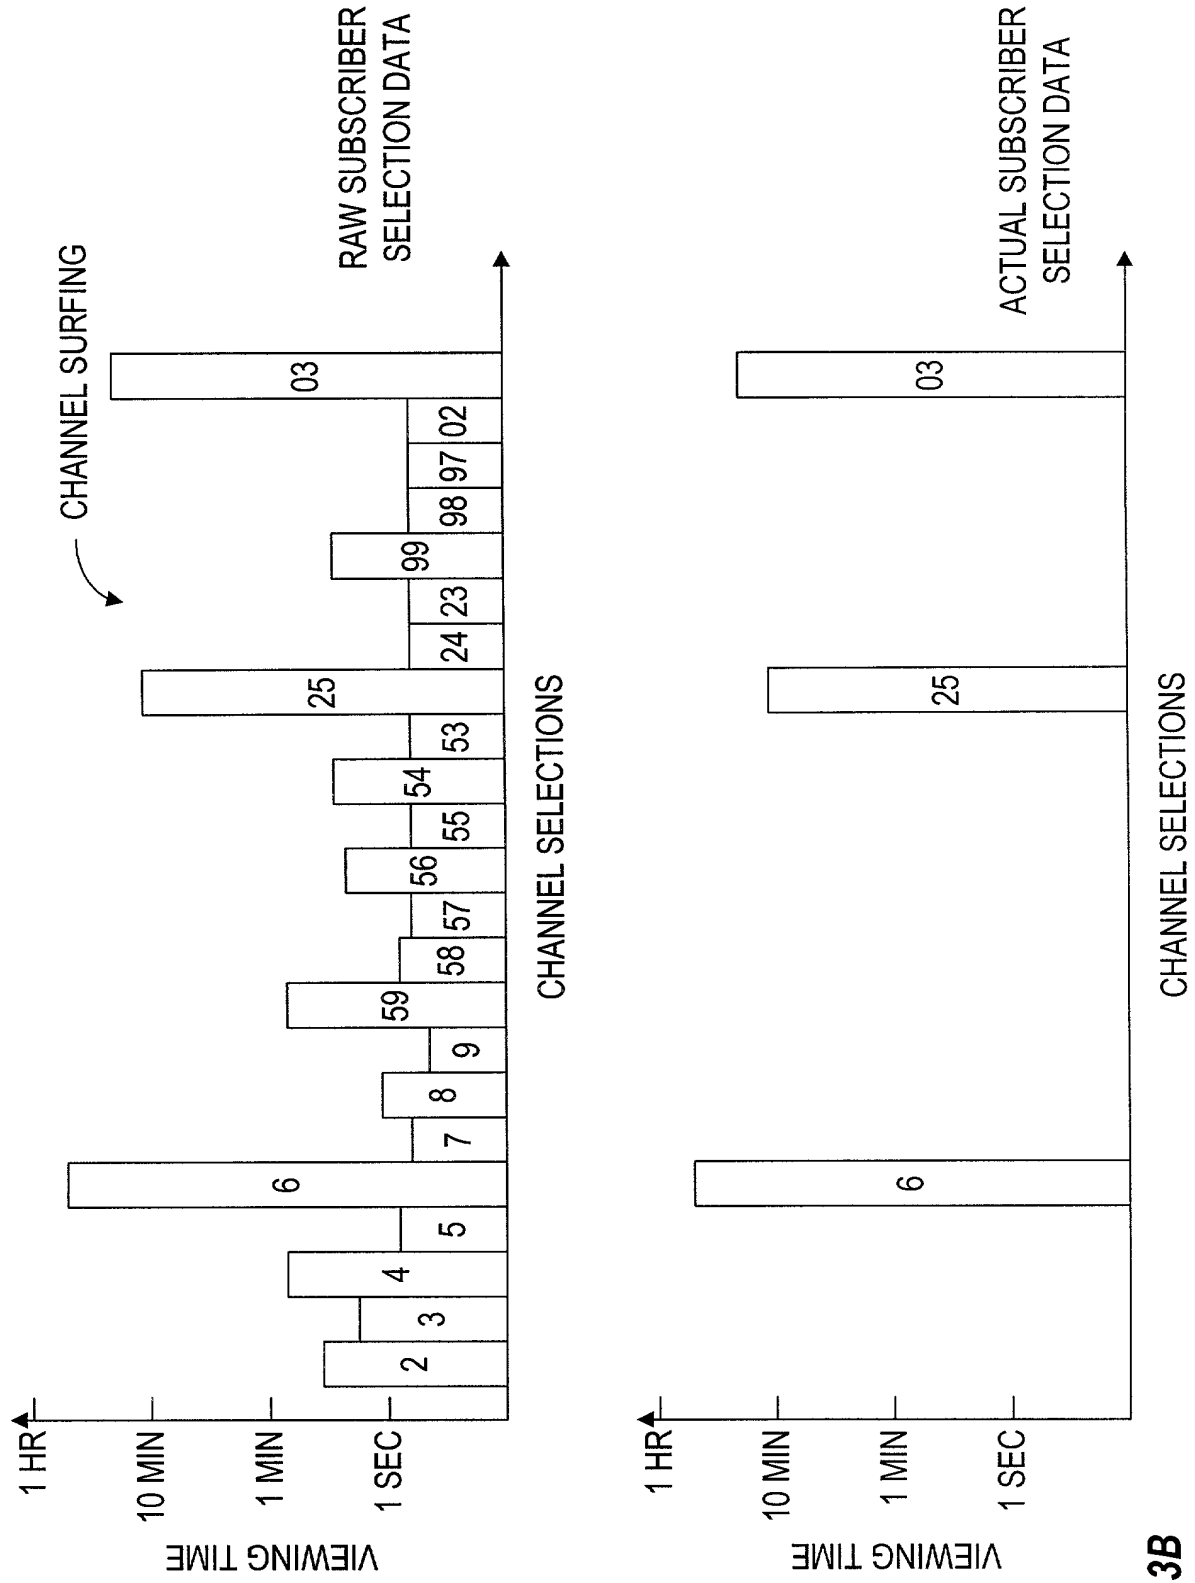 CHANNEL SURFING
1 HR
10 MIN
1 MIN
1 SEC
VIEWING TIME
2
3
4
5
6
7
8
9
59
58
57
56
55
54
53
25
24
23
99
98
97
02
03
RAW SUBSCRIBER
SELECTION DATA
CHANNEL SELECTIONS
1 HR
10 MIN
1 MIN
1 SEC
VIEWING TIME
6
25
03
ACTUAL SUBSCRIBER
SELECTION DATA
CHANNEL SELECTIONS
3B